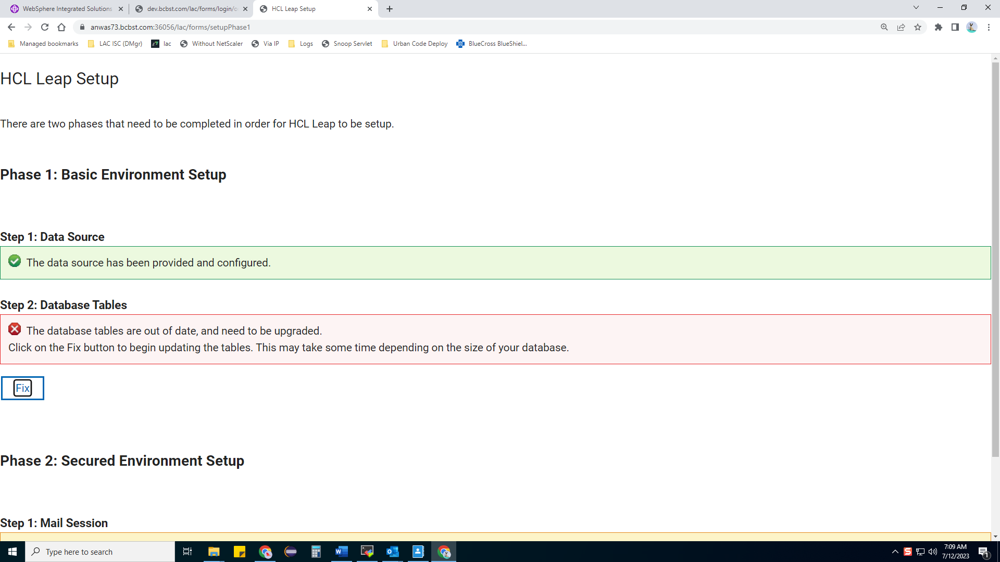 WebSphere Integrated Solutions
dev.bcbst.com/lac/forms/login/o
HCL Leap Setup
anwas73.bcbst.com:36056/lac/forms/setupPhase1
Managed bookmarks
LAC ISC (DMgr)
lac
Without NetScaler
Via IP
Logs
Snoop Servlet
Urban Code Deploy
BlueCross BlueShiel...
HCL Leap Setup
There are two phases that need to be completed in order for HCL Leap to be setup.
Phase 1: Basic Environment Setup
Step 1: Data Source
The data source has been provided and configured.
Step 2: Database Tables
The database tables are out of date, and need to be upgraded.
Click on the Fix button to begin updating the tables. This may take some time depending on the size of your database.
Fix
Phase 2: Secured Environment Setup
Step 1: Mail Session
Type here to search
7:09 AM
7/12/2023
1